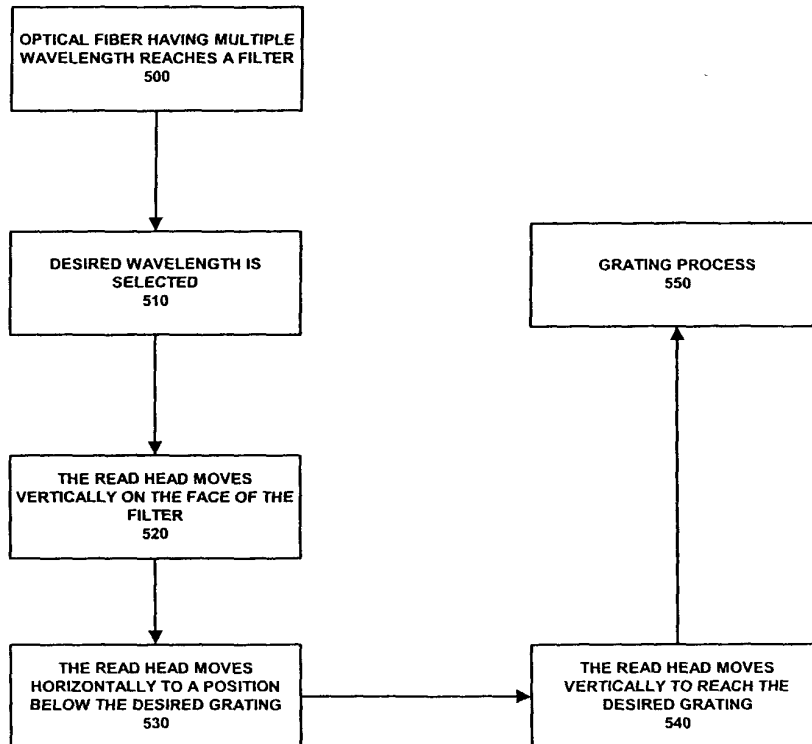 OPTICAL FIBER HAVING MULTIPLE
WAVELENGTH REACHES A FILTER
500
DESIRED WAVELENGTH IS
SELECTED
510
THE READ HEAD MOVES
VERTICALLY ON THE FACE OF THE
FILTER
520
THE READ HEAD MOVES
HORIZONTALLY TO A POSITION
BELOW THE DESIRED GRATING
530
THE READ HEAD MOVES
VERTICALLY TO REACH THE
DESIRED GRATING
540
GRATING PROCESS
550